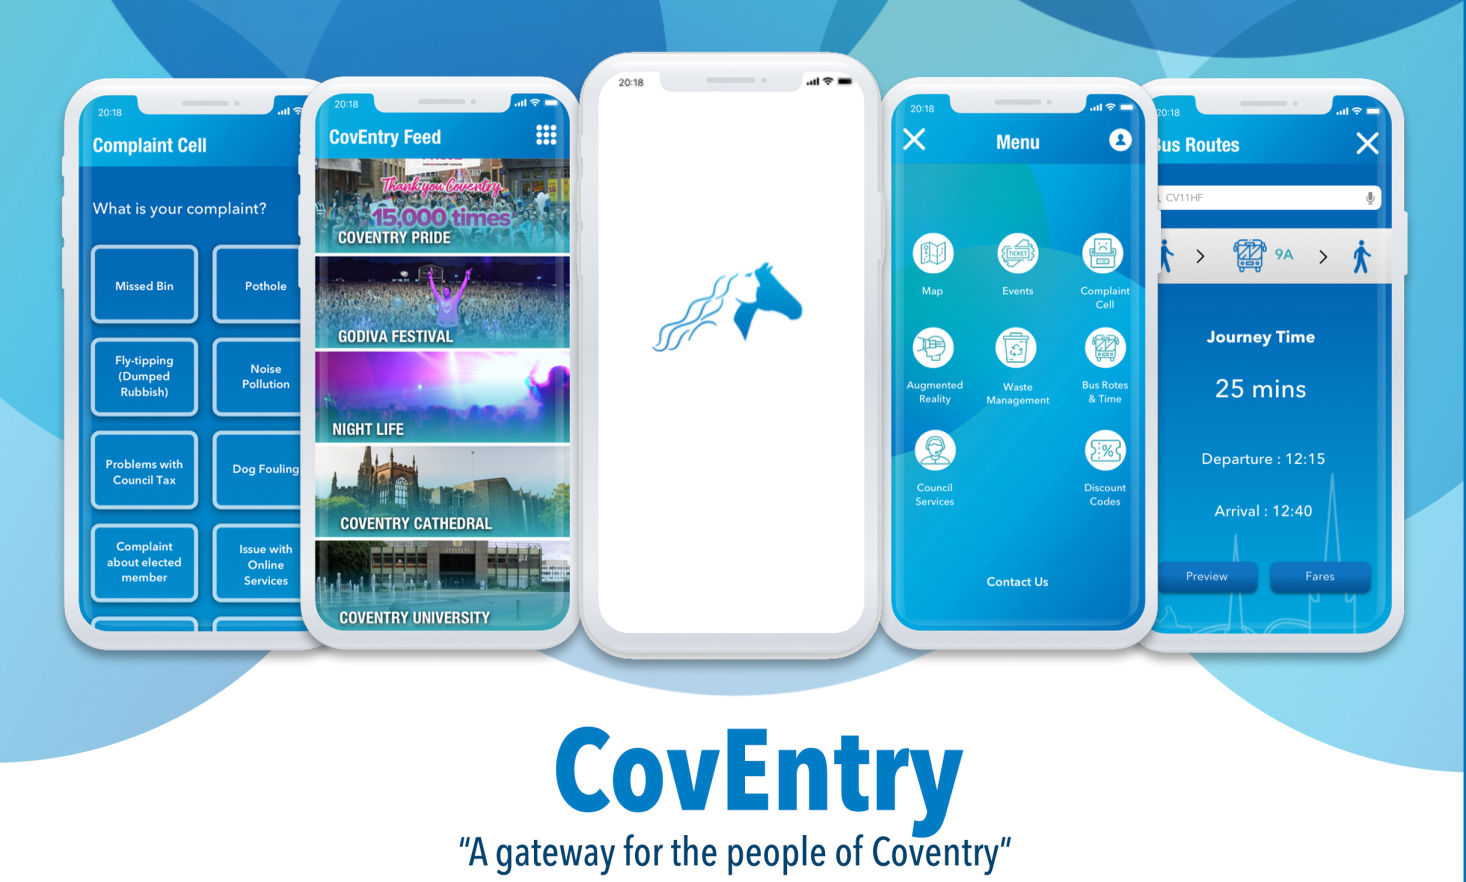 20:18
Complaint Cell
What is your complaint?
Missed Bin
Pothole
Fly-tipping
(Dumped
Rubbish)
Noise
Pollution
Problems with
Council Tax
Dog Fouling
Complaint
about elected
member
Issue with
Online
Services
20:18
CovEntry Feed
Thank you Coventry
15,000 times
COVENTRY PRIDE
GODIVA FESTIVAL
NIGHT LIFE
COVENTRY CATHEDRAL
COVENTRY UNIVERSITY
20:18
20:18
Menu
Map
TICKET
Events
Complaint
Cell
Augmented
Reality
Waste
Management
Bus Rotes
& Time
Council
Services
%
Discount
Codes
Contact Us
20:18
us Routes
CV11HF
> 9A >
Journey Time
25 mins
Departure : 12:15
Arrival : 12:40
Preview
Fares
CovEntry
“A gateway for the people of Coventry”